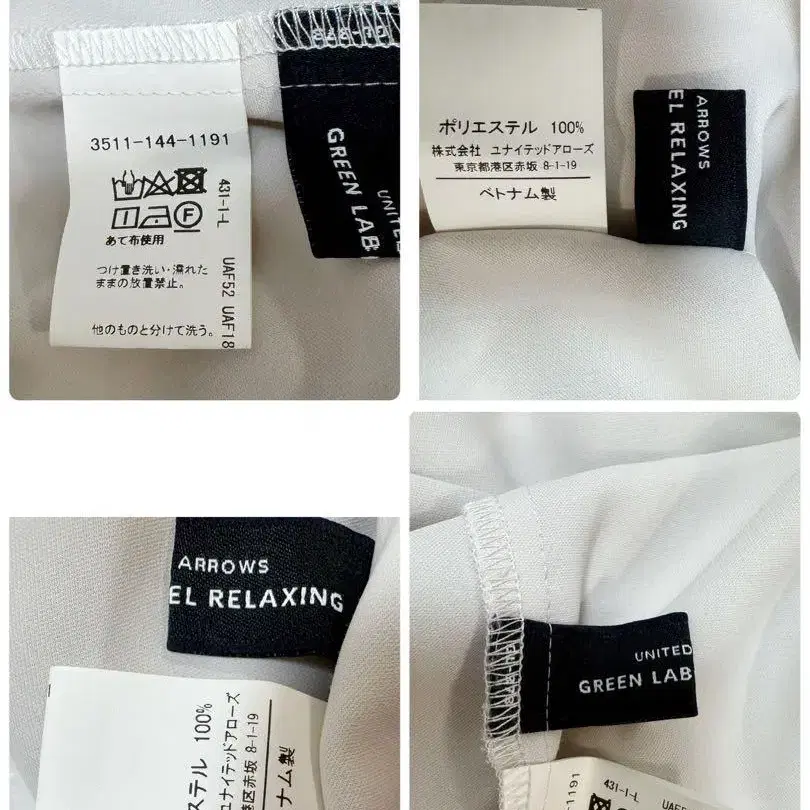 3511-144-1191
431-1-L
F
あて布使用
つけ置き洗い・濡れた
ままの放置禁止。
他のものと分けて洗う。
UAF52 UAF18
UNITED
GREEN LAB
ポリエステル 100%
株式会社 ユナイテッドアローズ
東京都港区赤坂 8-1-19
ベトナム製
ARROWS
EL RELAXING
ARROWS
EL RELAXING
ステル 100%
ユナイテッドアローズ
港区赤坂 8-1-19
ナム製
UNITED
GREEN LAB
1191
431-1-L